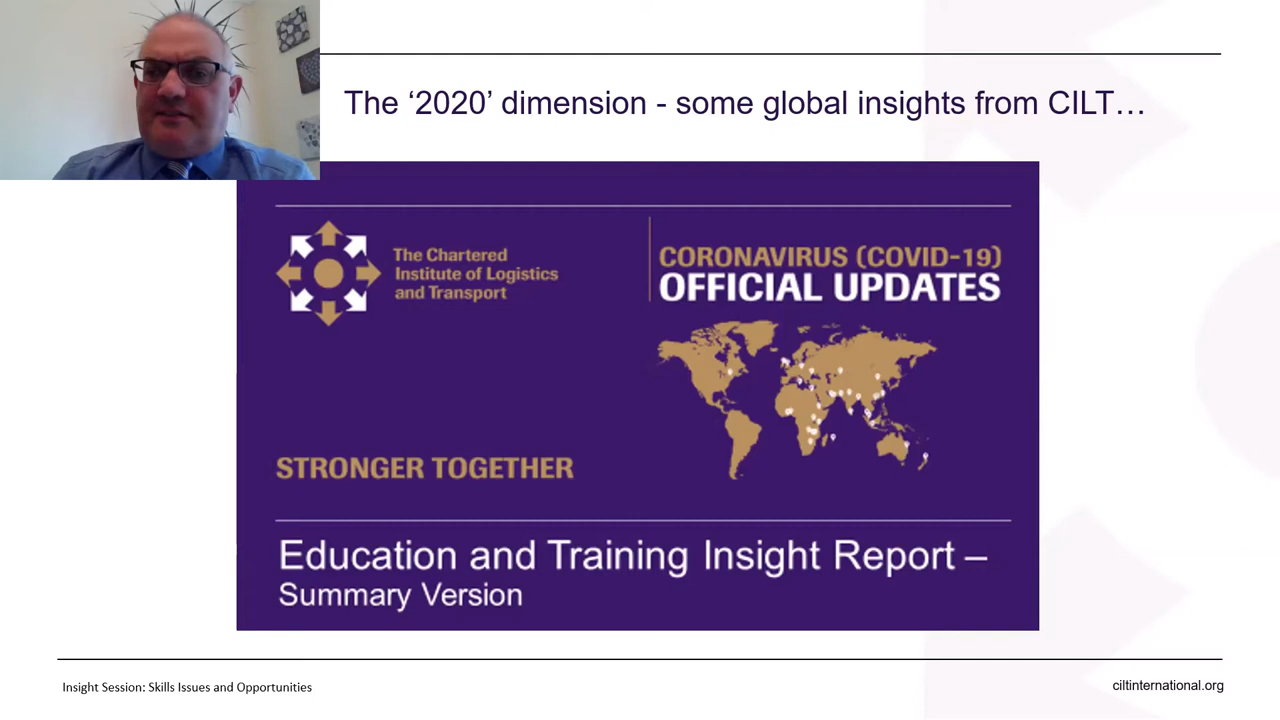 The ‘2020’ dimension - some global insights from CILT…
The Chartered
Institute of Logistics
and Transport
CORONAVIRUS (COVID-19)
OFFICIAL UPDATES
STRONGER TOGETHER
Education and Training Insight Report –
Summary Version
Insight Session: Skills Issues and Opportunities
ciltinternational.org